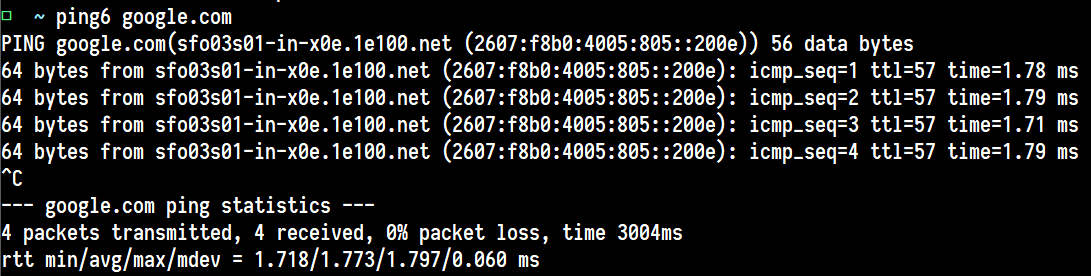 ~ ping6 google.com
PING google.com(sfo03s01-in-x0e.1e100.net (2607:f8b0:4005:805::200e)) 56 data bytes
64 bytes from sfo03s01-in-x0e.1e100.net (2607:f8b0:4005:805::200e): icmp_seq=1 ttl=57 time=1.78 ms
64 bytes from sfo03s01-in-x0e.1e100.net (2607:f8b0:4005:805::200e): icmp_seq=2 ttl=57 time=1.79 ms
64 bytes from sfo03s01-in-x0e.1e100.net (2607:f8b0:4005:805::200e): icmp_seq=3 ttl=57 time=1.71 ms
64 bytes from sfo03s01-in-x0e.1e100.net (2607:f8b0:4005:805::200e): icmp_seq=4 ttl=57 time=1.79 ms
^C
--- google.com ping statistics ---
4 packets transmitted, 4 received, 0% packet loss, time 3004ms
rtt min/avg/max/mdev = 1.718/1.773/1.797/0.060 ms